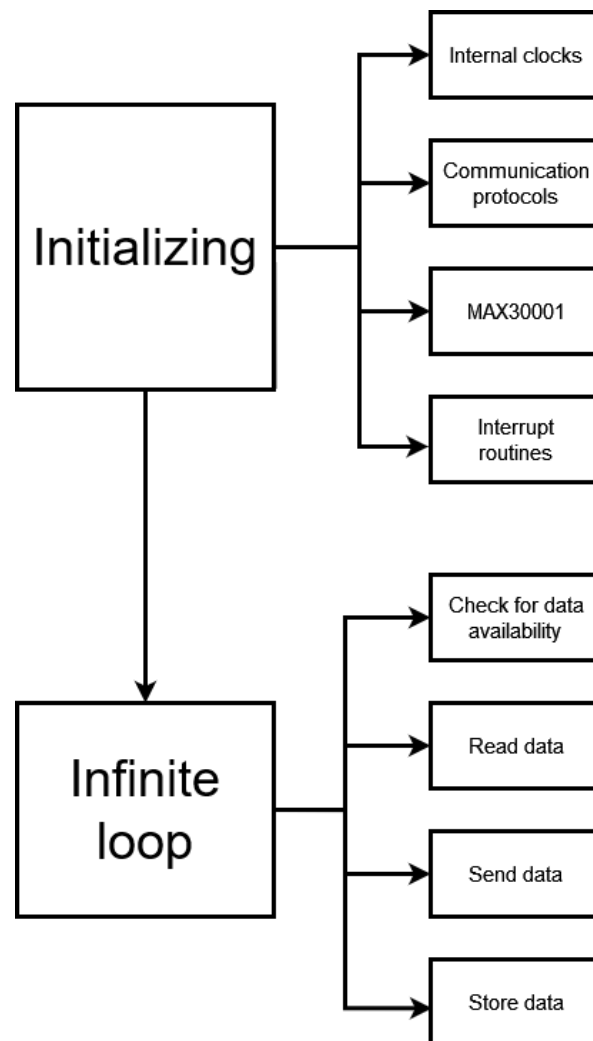 Internal clocks
Initializing
Communication
protocols
MAX30001
Interrupt
routines
Check for data
availability
Infinite
loop
Read data
Send data
Store data